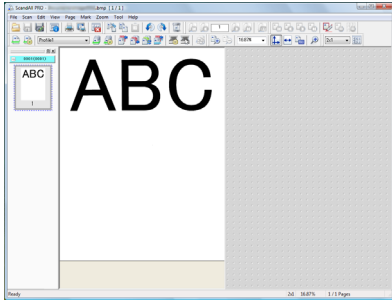 ScandAll PRO - .bmp [1 / 1]
File Scan Edit View Page Mark Zoom Tool Help
1
Profile1 16.87% 2x1
ABC
1
ABC
Ready 2x1 16.87% 1 / 1 Pages